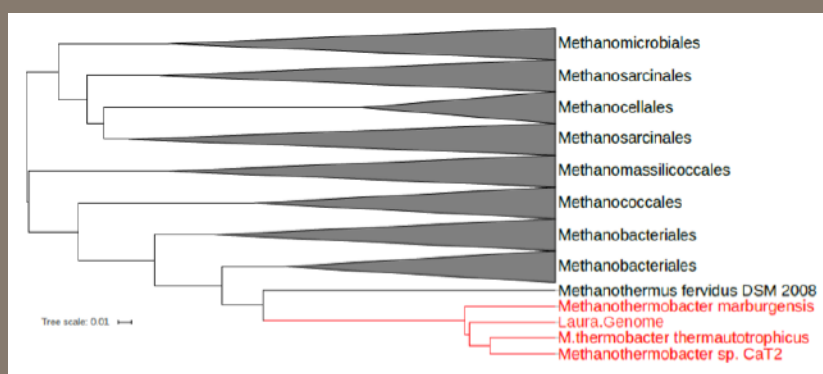 Methanomicrobiales
Methanosarcinales
Methanocellales
Methanosarcinales
Methanomassilicoccales
Methanococcales
Methanobacteriales
Methanobacteriales
Methanothermus fervidus DSM 2008
Methanothermobacter marburgensis
Laura.Genome
M.thermobacter thermautotrophicus
Methanothermobacter sp. CaT2
Tree scale: 0.01